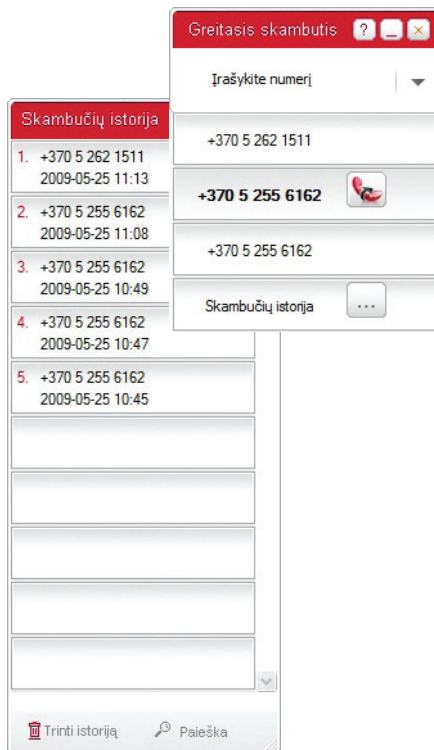 Greitasis skambutis
Įrašykite numerį
+370 5 262 1511
+370 5 255 6162
+370 5 255 6162
Skambučių istorija ...
Skambučių istorija
1. +370 5 262 1511
2009-05-25 11:13
2. +370 5 255 6162
2009-05-25 11:08
3. +370 5 255 6162
2009-05-25 10:49
4. +370 5 255 6162
2009-05-25 10:47
5. +370 5 255 6162
2009-05-25 10:45
Trinti istoriją Paieška